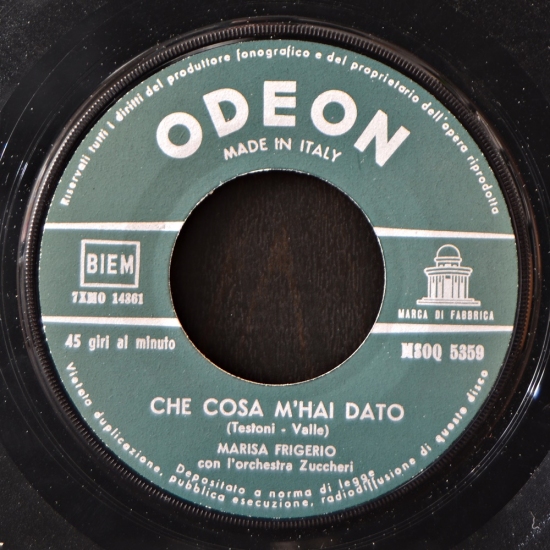 Riservati tutti i diritti del produttore fonografico e del proprietario dell'opera riprodotta
ODEON
MADE IN ITALY
BIEM
7XMO 14861
MARCA DI FABBRICA
45 giri al minuto
MSOQ 5359
CHE COSA M'HAI DATO
(Testoni - Valle)
MARISA FRIGERIO
con l'orchestra Zuccheri
Depositato a norma di legge
Vietata duplicazione, pubblica esecuzione, radiodiffusione di questo disco